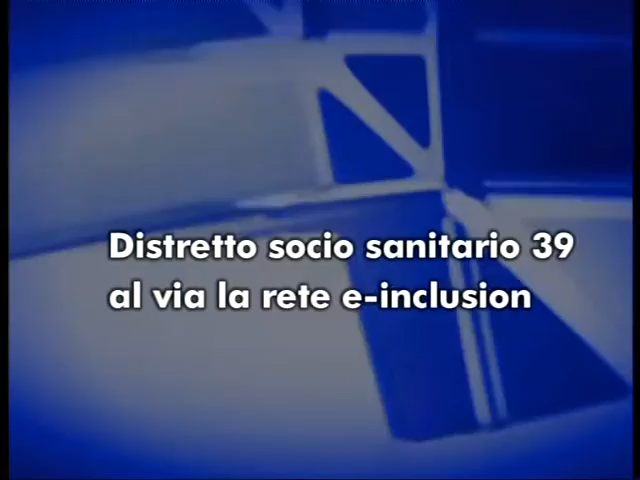 Distretto socio sanitario 39
al via la rete e-inclusion